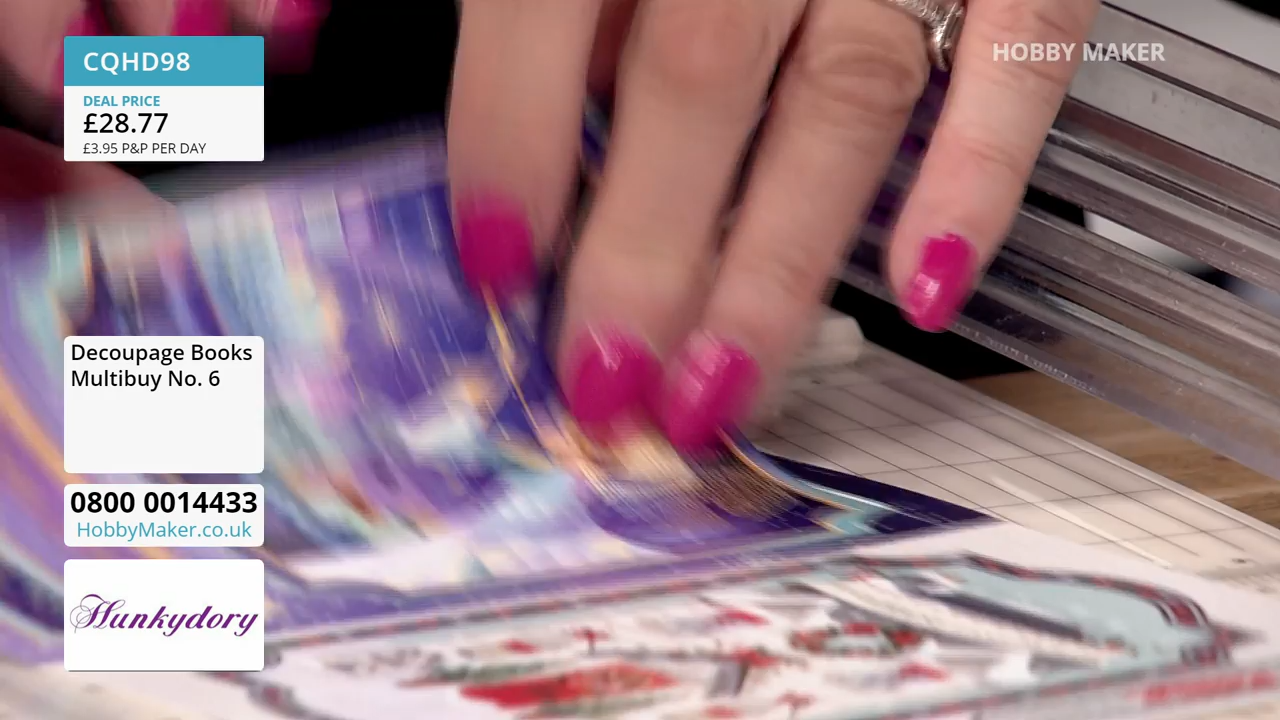 CQHD98
DEAL PRICE
£28.77
£3.95 P&P PER DAY
HOBBY MAKER
Decoupage Books
Multibuy No. 6
0800 0014433
HobbyMaker.co.uk
Hunkydory